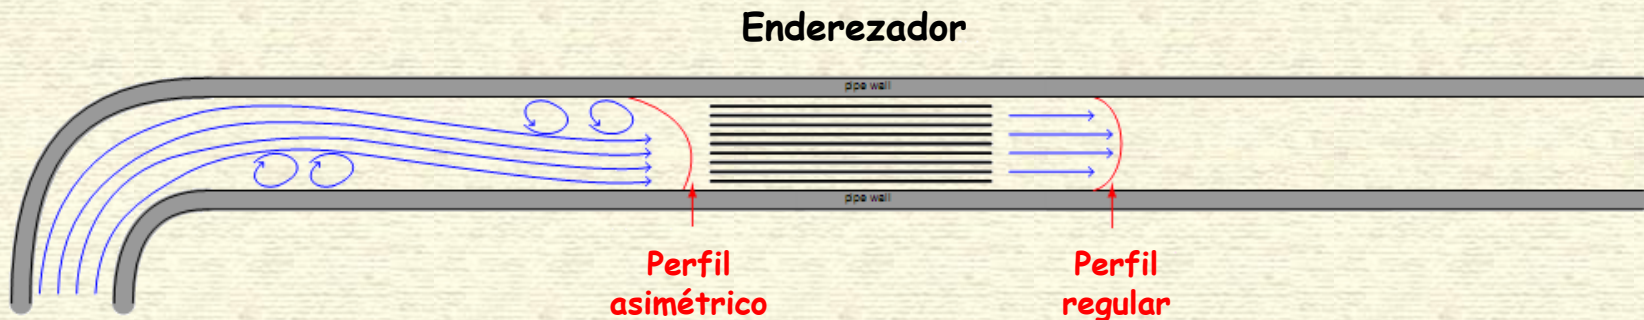 Enderezador
pipe wall
pipe wall
Perfil
asimétrico
Perfil
regular